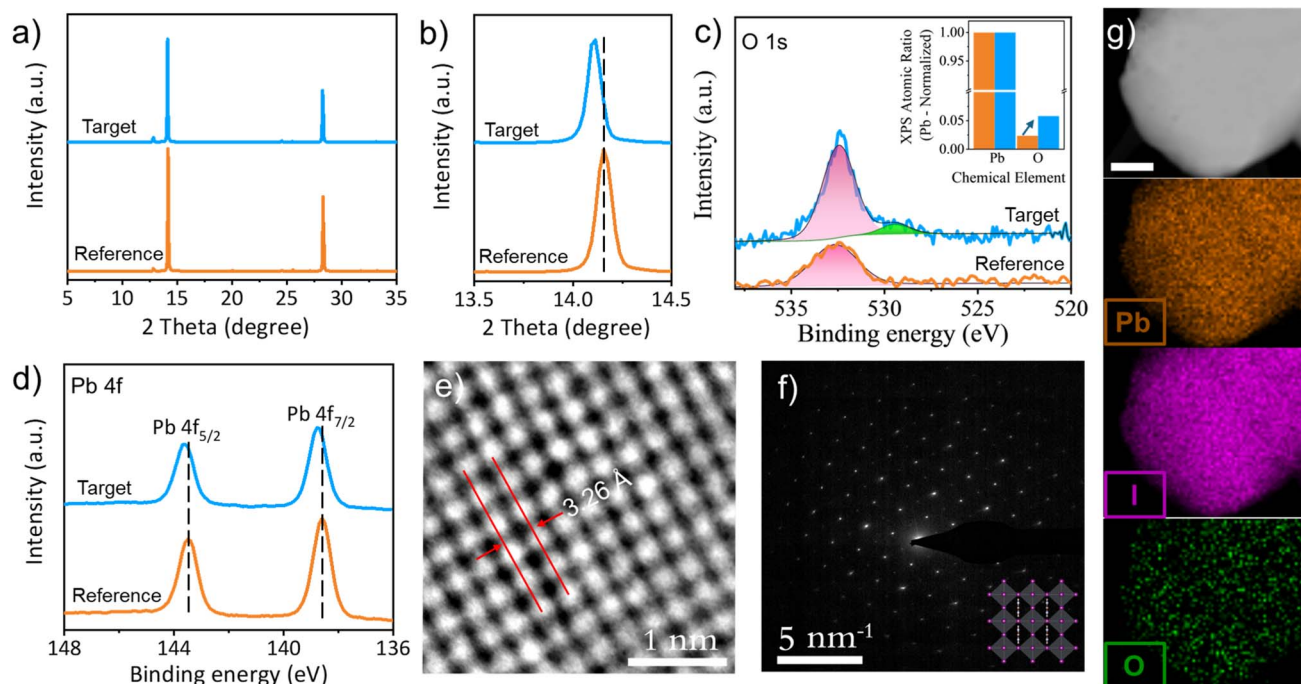 a)
Intensity (a.u.)
Target
Reference
5 10 15 20 25 30 35
2 Theta (degree)
b)
Intensity (a.u.)
13.5 14.0 14.5
2 Theta (degree)
c)
O 1s
Intensity (a.u.)
XPS Atomic Ratio
(Pb - Normalized)
1.00
0.95
0.05
0.00
Pb O
Chemical Element
Target
Reference
535 530 525 520
Binding energy (eV)
d)
Pb 4f
Pb 4f5/2
Pb 4f7/2
Intensity (a.u.)
Target
Reference
148 144 140 136
Binding energy (eV)
e)
3.26 Å
1 nm
f)
5 nm-1
g)
Pb
I
O